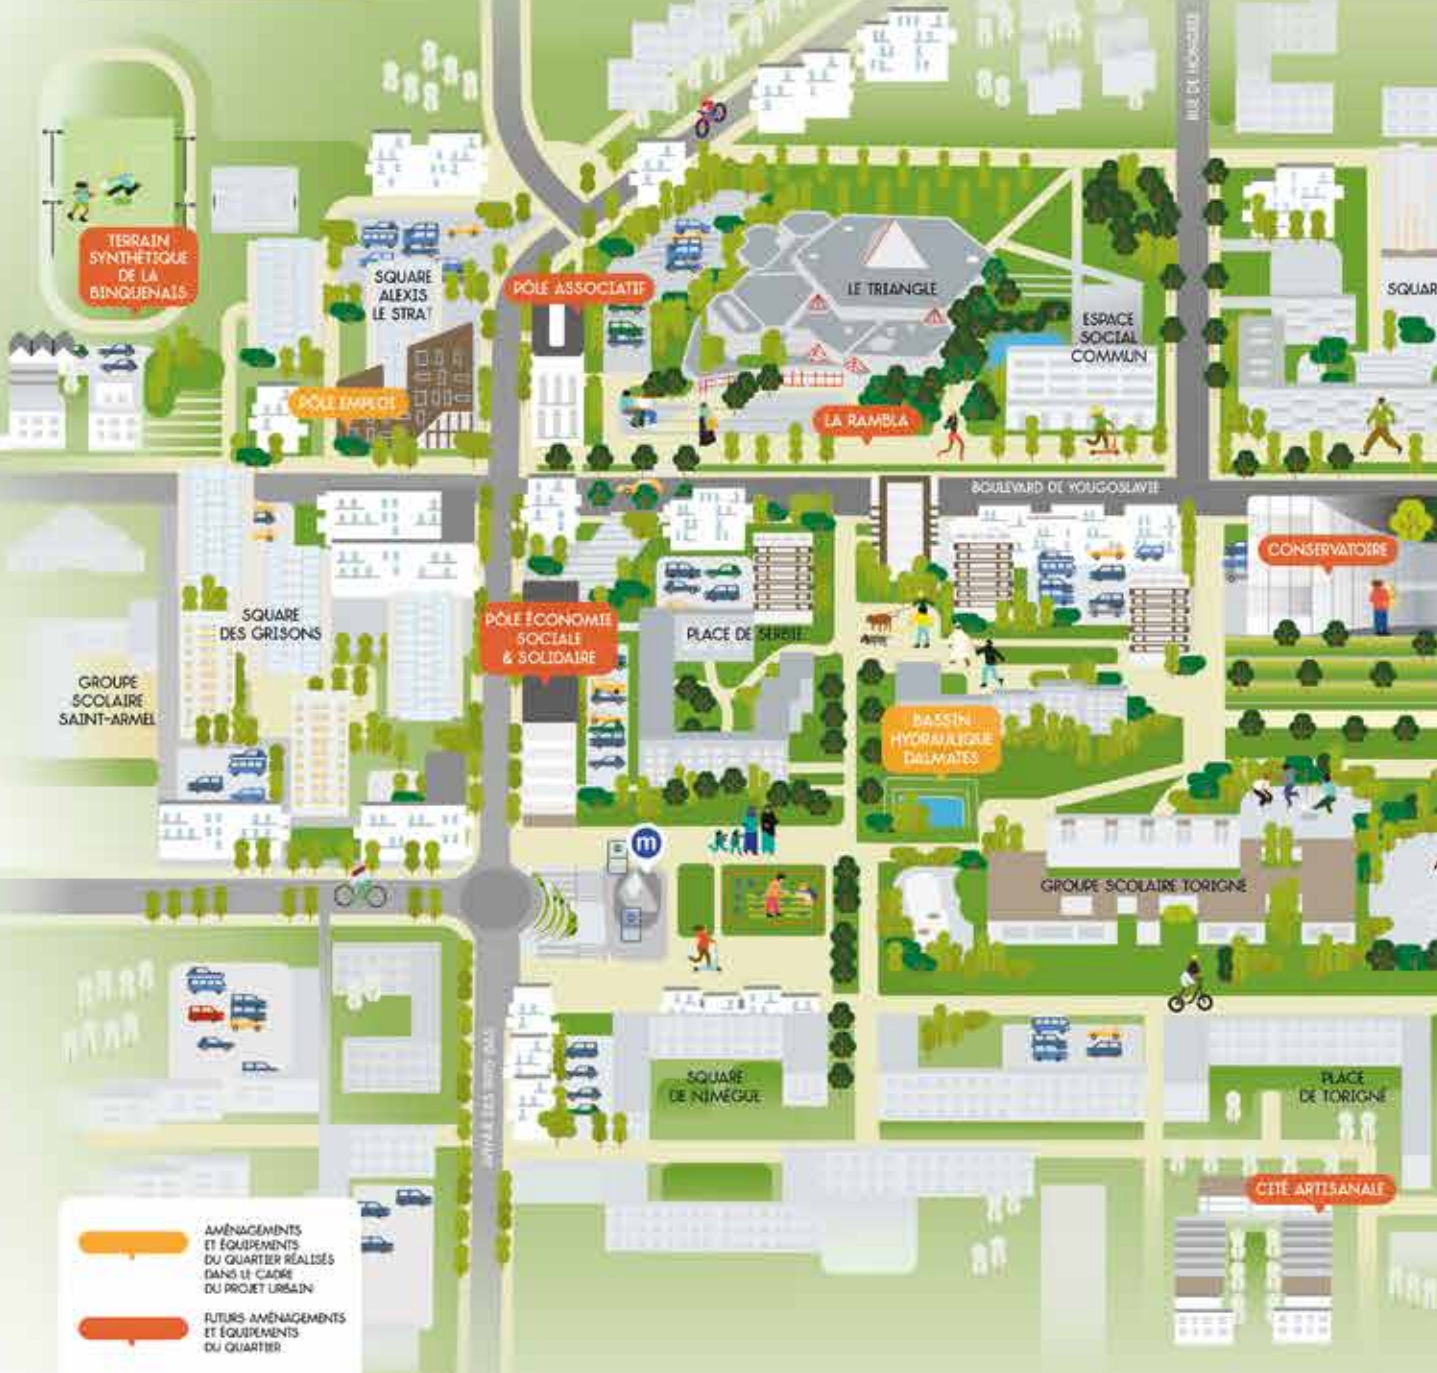 RUE DE HONGRIE
TERRAIN
SYNTHÉTIQUE
DE LA
BINQUENAIS
SQUARE
ALEXIS
LE STRAT
PÔLE ASSOCIATIF
LE TRIANGLE
ESPACE
SOCIAL
COMMUN
SQUAR
PÔLE EMPLOI
LA RAMBLA
BOULEVARD DE YOUGOSLAVIE
CONSERVATOIRE
SQUARE
DES GRISONS
PÔLE ÉCONOMIE
SOCIALE
& SOLIDAIRE
PLACE DE SERBIE
GROUPE
SCOLAIRE
SAINT-ARMEL
BASSIN
HYDRAULIQUE
DALMATES
m
GROUPE SCOLAIRE TORIGNÉ
SQUARE
DE NIMÈGUE
PLACE
DE TORIGNÉ
CITÉ ARTISANALE
AMÉNAGEMENTS
ET ÉQUIPEMENTS
DU QUARTIER RÉALISÉS
DANS LE CADRE
DU PROJET URBAIN
FUTURS AMÉNAGEMENTS
ET ÉQUIPEMENTS
DU QUARTIER